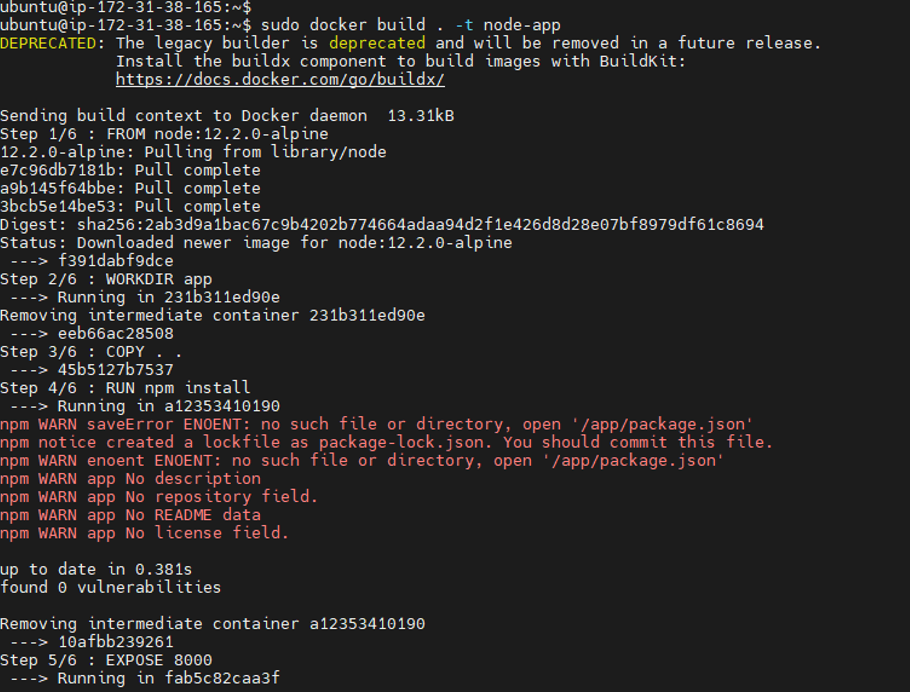 ubuntu@ip-172-31-38-165:~$
ubuntu@ip-172-31-38-165:~$ sudo docker build . -t node-app
DEPRECATED: The legacy builder is deprecated and will be removed in a future release.
Install the buildx component to build images with BuildKit:
https://docs.docker.com/go/buildx/
Sending build context to Docker daemon  13.31kB
Step 1/6 : FROM node:12.2.0-alpine
12.2.0-alpine: Pulling from library/node
e7c96db7181b: Pull complete
a9b145f64bbe: Pull complete
3bcb5e14be53: Pull complete
Digest: sha256:2ab3d9a1bac67c9b4202b774664adaa94d2f1e426d8d28e07bf8979df61c8694
Status: Downloaded newer image for node:12.2.0-alpine
---> f391dabf9dce
Step 2/6 : WORKDIR app
---> Running in 231b311ed90e
Removing intermediate container 231b311ed90e
---> eeb66ac28508
Step 3/6 : COPY . .
---> 45b5127b7537
Step 4/6 : RUN npm install
---> Running in a12353410190
npm WARN saveError ENOENT: no such file or directory, open '/app/package.json'
npm notice created a lockfile as package-lock.json. You should commit this file.
npm WARN enoent ENOENT: no such file or directory, open '/app/package.json'
npm WARN app No description
npm WARN app No repository field.
npm WARN app No README data
npm WARN app No license field.
up to date in 0.381s
found 0 vulnerabilities
Removing intermediate container a12353410190
---> 10afbb239261
Step 5/6 : EXPOSE 8000
---> Running in fab5c82caa3f